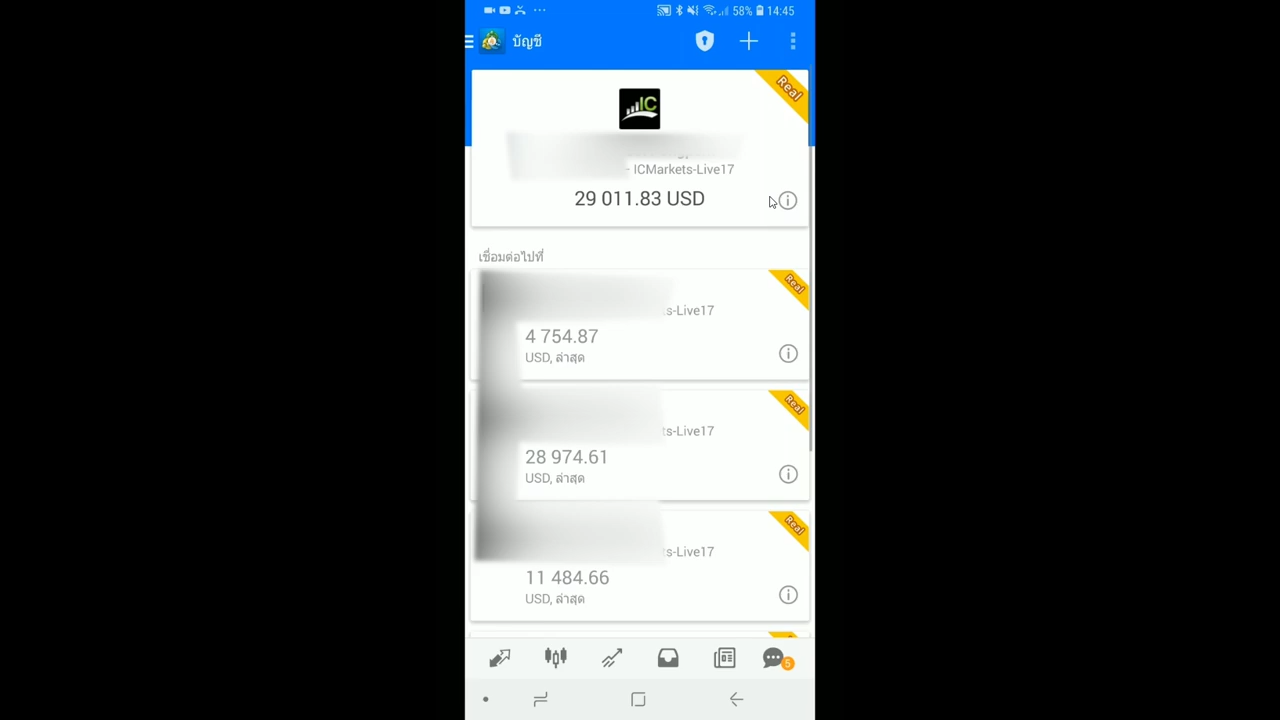 58% 14:45
บัญชี
Real
IC
- ICMarkets-Live17
29 011.83 USD
เชื่อมต่อไปที่
Real
s-Live17
4 754.87
USD, ล่าสุด
Real
ts-Live17
28 974.61
USD, ล่าสุด
Real
ts-Live17
11 484.66
USD, ล่าสุด
5